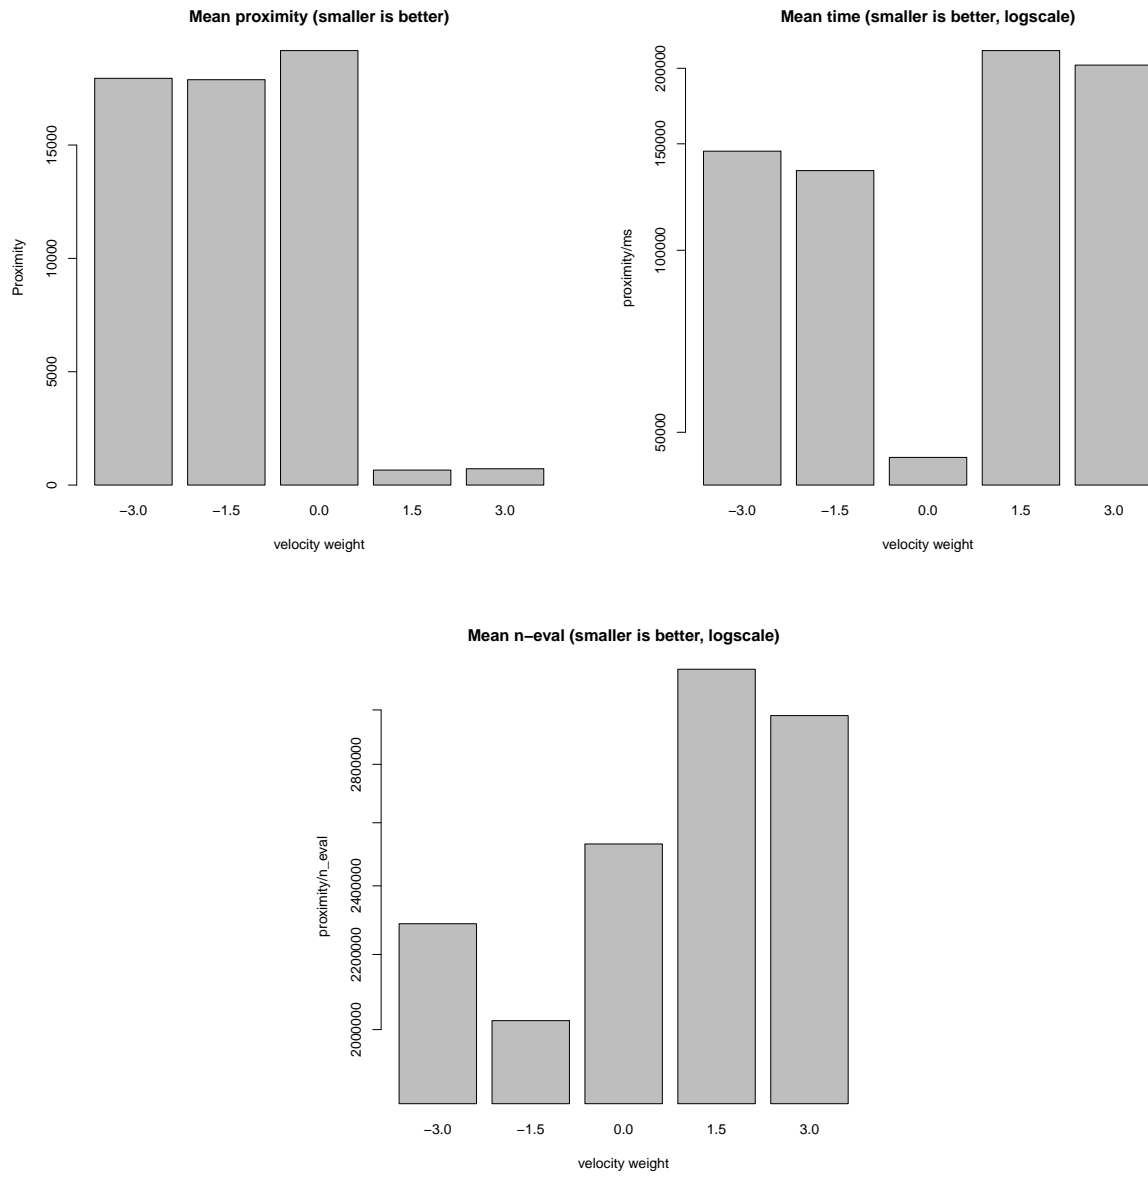 Mean proximity (smaller is better)
Proximity
15000
10000
5000
0
−3.0 −1.5 0.0 1.5 3.0
velocity weight
Mean time (smaller is better, logscale)
proximity/ms
200000
150000
100000
50000
−3.0 −1.5 0.0 1.5 3.0
velocity weight
Mean n−eval (smaller is better, logscale)
proximity/n_eval
2800000
2400000
2200000
2000000
−3.0 −1.5 0.0 1.5 3.0
velocity weight